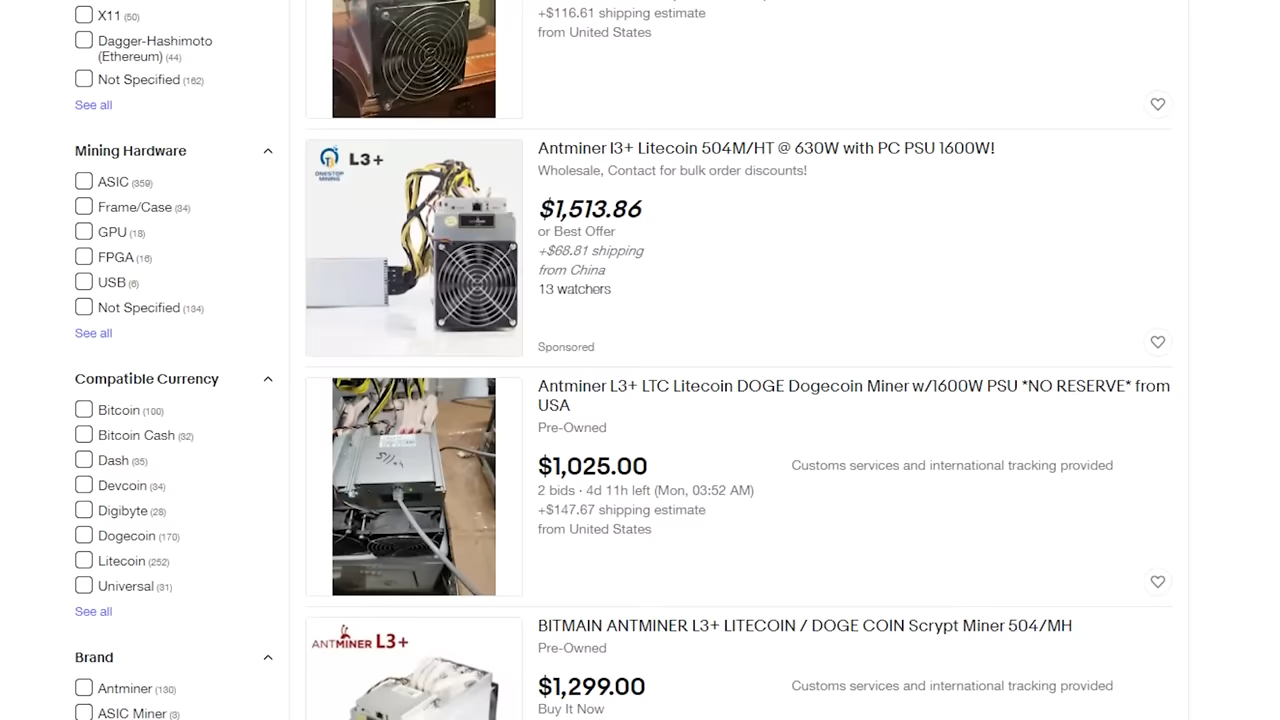 X11 (50)
Dagger-Hashimoto
(Ethereum) (44)
Not Specified (162)
See all
Mining Hardware
ASIC (359)
Frame/Case (34)
GPU (18)
FPGA (16)
USB (6)
Not Specified (134)
See all
Compatible Currency
Bitcoin (100)
Bitcoin Cash (32)
Dash (35)
Devcoin (34)
Digibyte (28)
Dogecoin (170)
Litecoin (252)
Universal (31)
See all
Brand
Antminer (130)
ASIC Miner (3)
+$116.61 shipping estimate
from United States
ONESTOP
MINING
L3+
Antminer l3+ Litecoin 504M/HT @ 630W with PC PSU 1600W!
Wholesale, Contact for bulk order discounts!
$1,513.86
or Best Offer
+$68.81 shipping
from China
13 watchers
Sponsored
Antminer L3+ LTC Litecoin DOGE Dogecoin Miner w/1600W PSU *NO RESERVE* from
USA
Pre-Owned
$1,025.00
Customs services and international tracking provided
2 bids · 4d 11h left (Mon, 03:52 AM)
+$147.67 shipping estimate
from United States
ANTMINER L3+
BITMAIN ANTMINER L3+ LITECOIN / DOGE COIN Scrypt Miner 504/MH
Pre-Owned
$1,299.00
Customs services and international tracking provided
Buy It Now